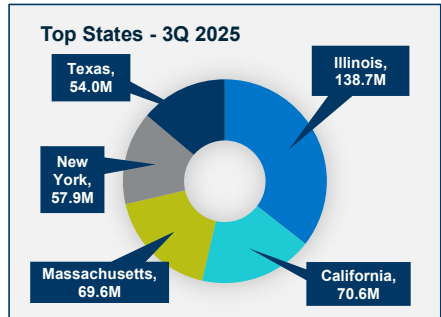 Top States - 3Q 2025
Texas,
54.0M
Illinois,
138.7M
New
York,
57.9M
Massachusetts,
69.6M
California,
70.6M